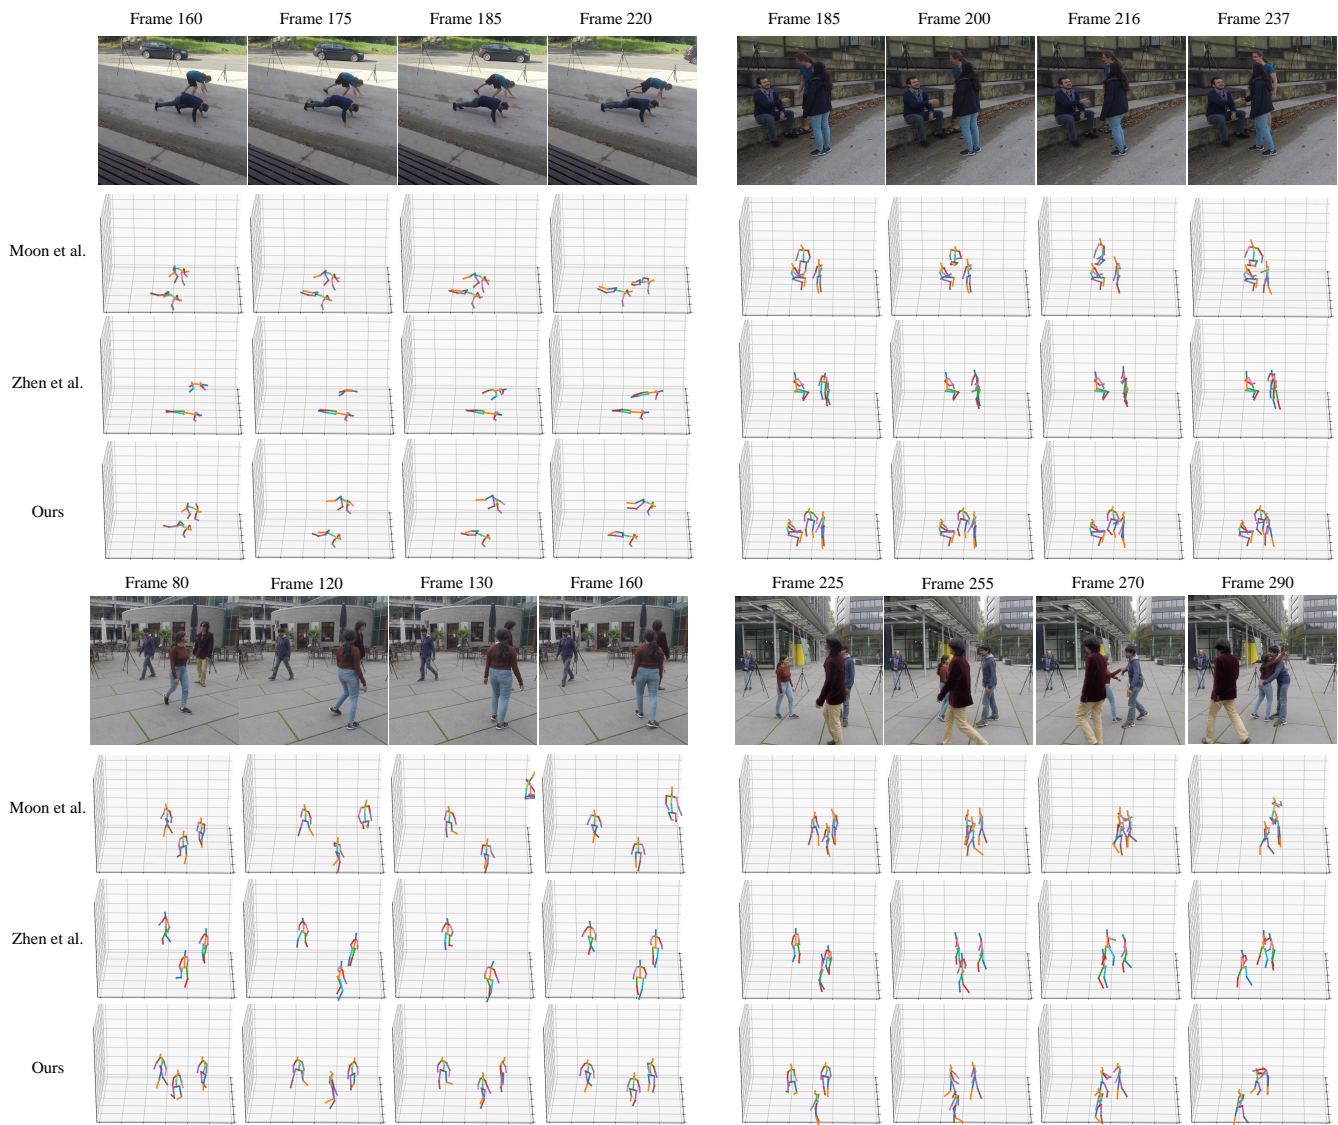 Frame 160 Frame 175 Frame 185 Frame 220 Frame 185 Frame 200 Frame 216 Frame 237
Moon et al.
Zhen et al.
Ours
Frame 80 Frame 120 Frame 130 Frame 160 Frame 225 Frame 255 Frame 270 Frame 290
Moon et al.
Zhen et al.
Ours